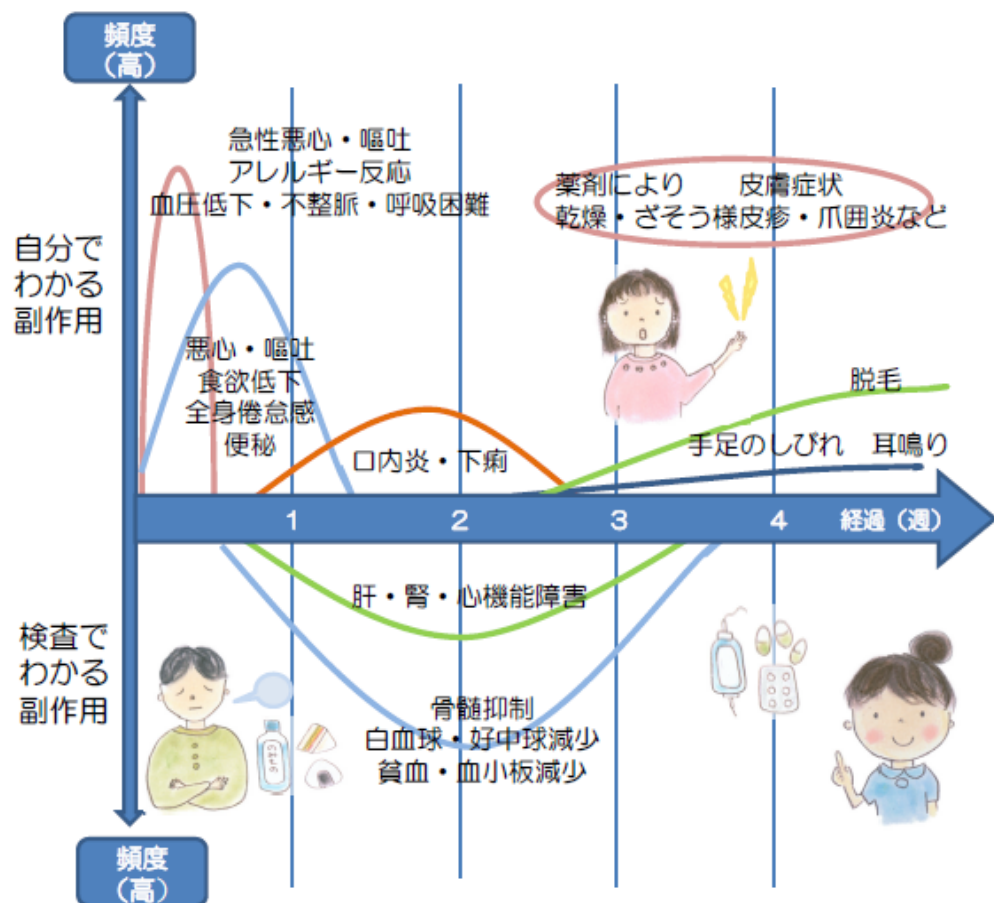 頻度
（高）
急性悪心・嘔吐
アレルギー反応
血圧低下・不整脈・呼吸困難
薬剤により　　皮膚症状
乾燥・ざそう様皮疹・爪囲炎など
自分で
わかる
副作用
悪心・嘔吐
食欲低下
全身倦怠感
便秘
口内炎・下痢
脱毛
手足のしびれ　耳鳴り
1 2 3 4 経過（週）
肝・腎・心機能障害
検査で
わかる
副作用
骨髄抑制
白血球・好中球減少
貧血・血小板減少
のみもの
頻度
（高）